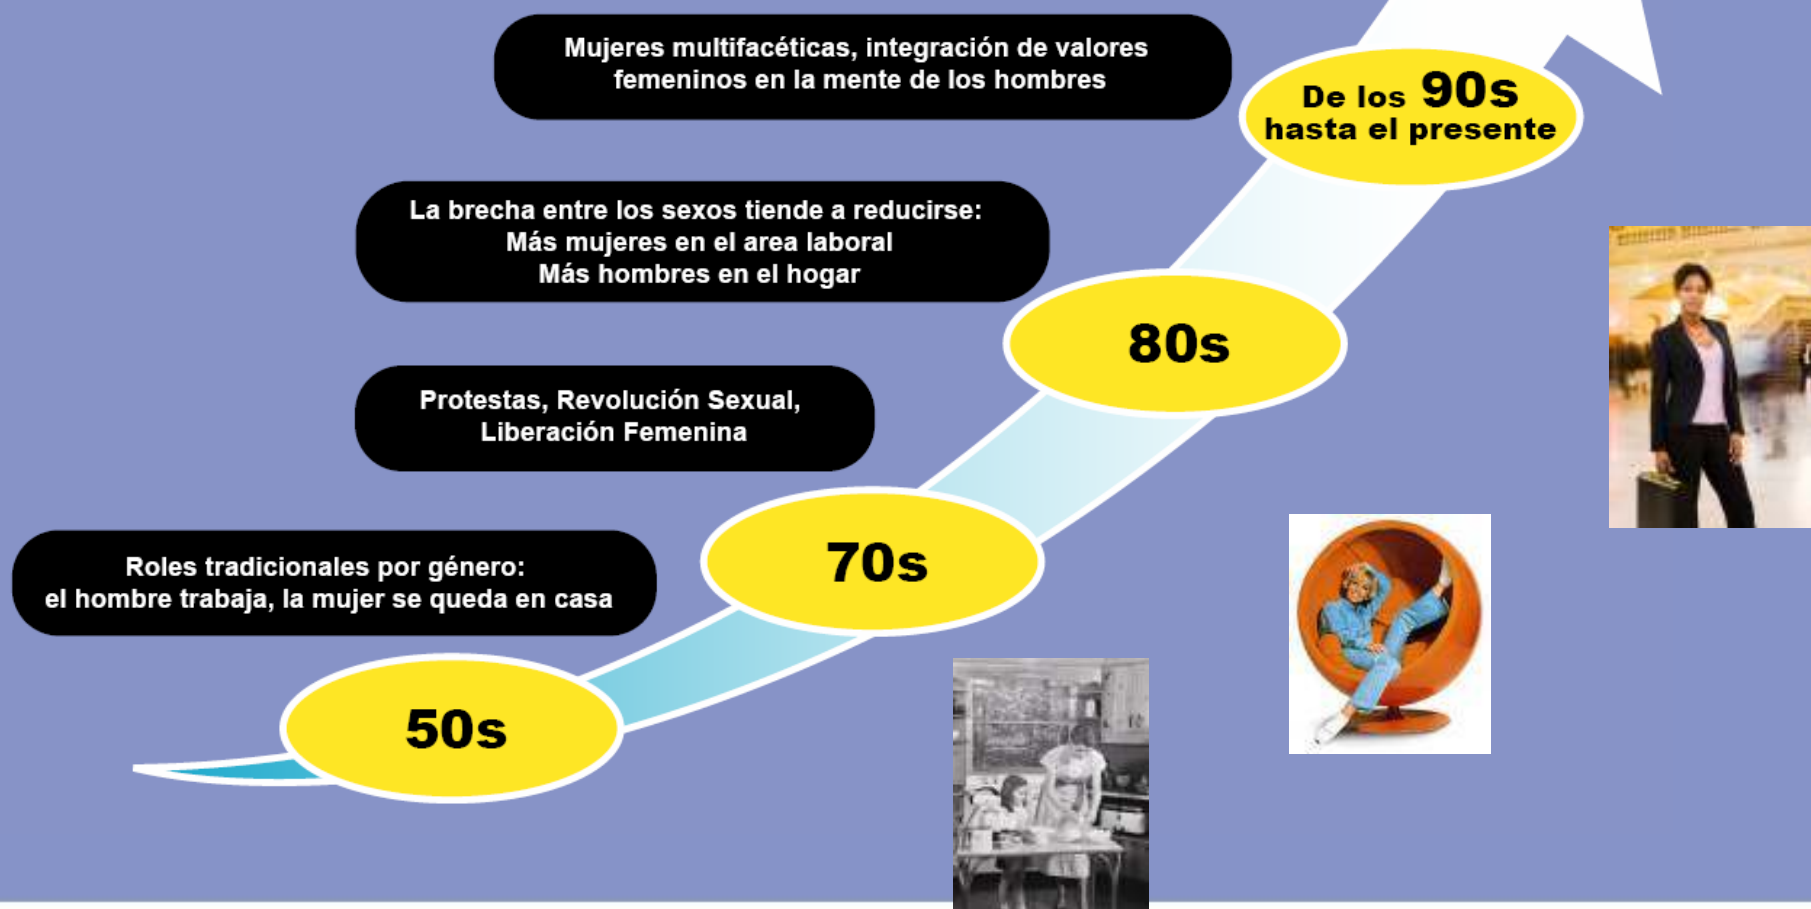 Mujeres multifacéticas, integración de valores
femeninos en la mente de los hombres
De los 90s
hasta el presente
La brecha entre los sexos tiende a reducirse:
Más mujeres en el area laboral
Más hombres en el hogar
80s
Protestas, Revolución Sexual,
Liberación Femenina
70s
Roles tradicionales por género:
el hombre trabaja, la mujer se queda en casa
50s